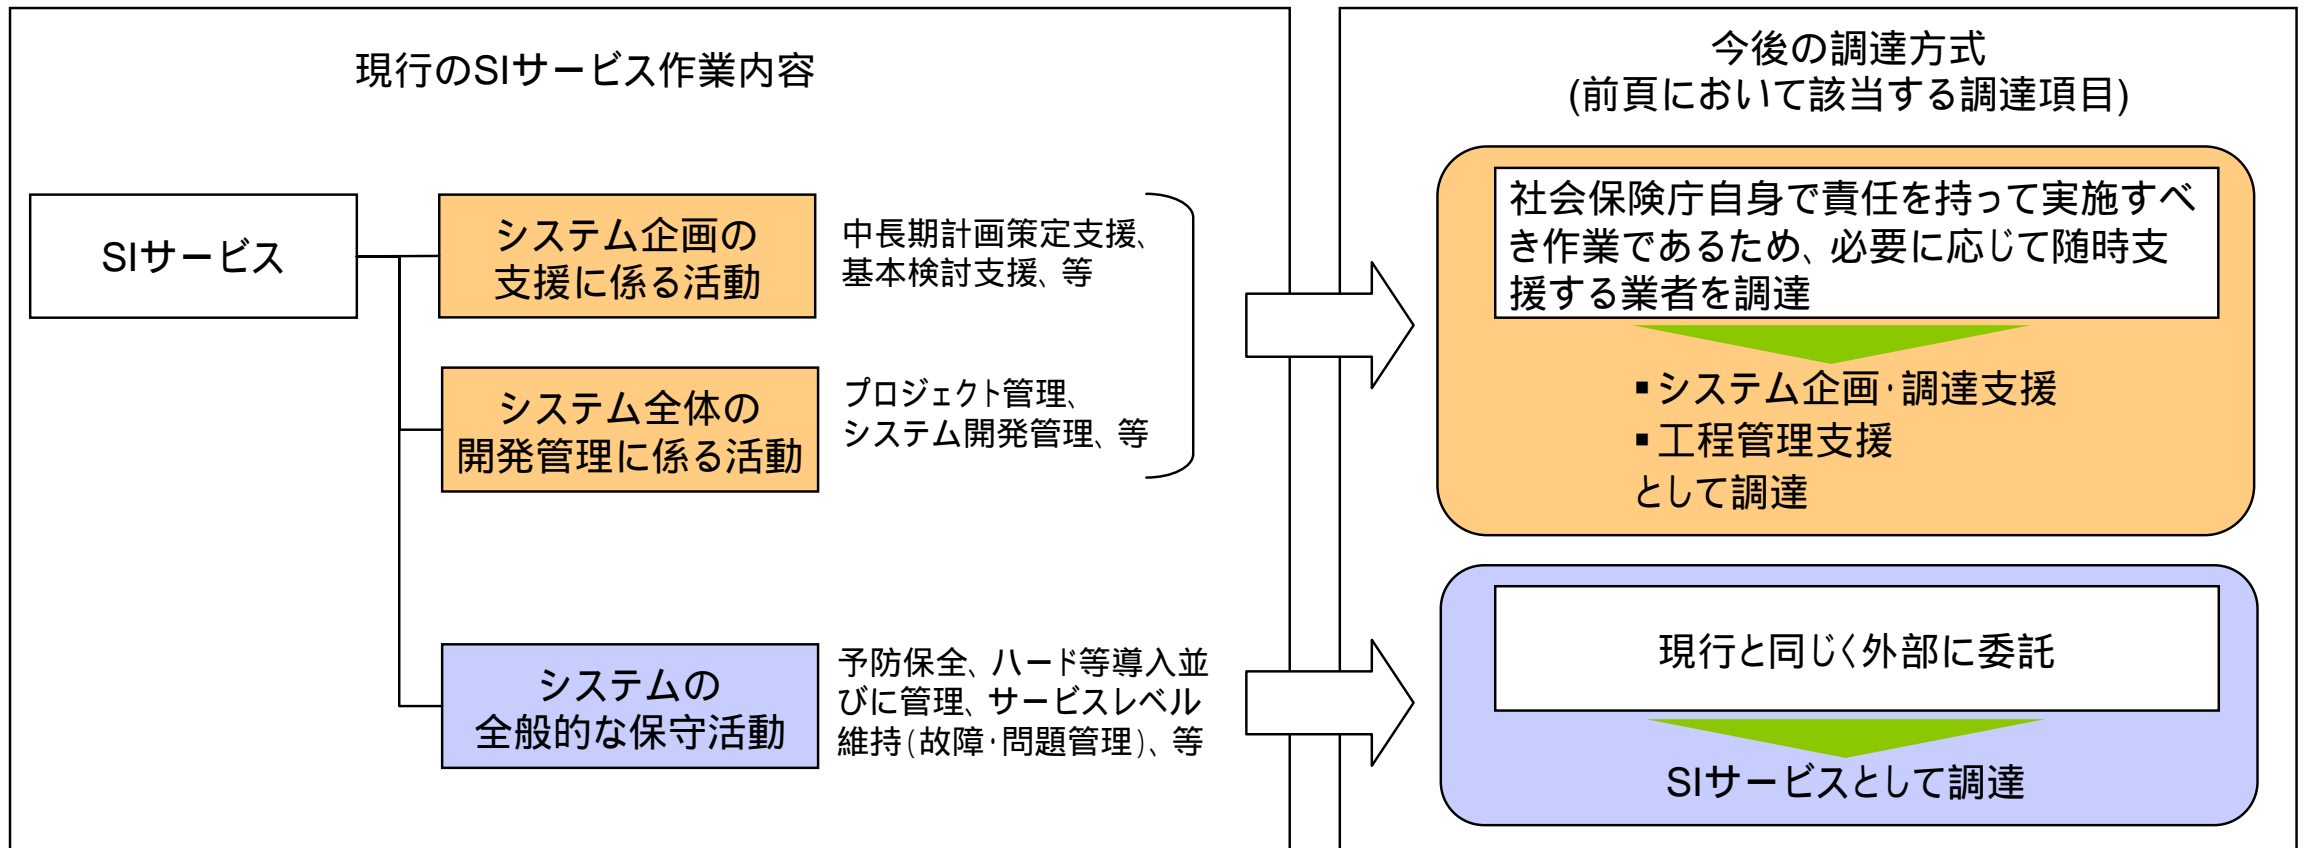 現行のSIサービス作業内容
SIサービス
システム企画の
支援に係る活動
中長期計画策定支援、
基本検討支援、等
システム全体の
開発管理に係る活動
プロジェクト管理、
システム開発管理、等
システムの
全般的な保守活動
予防保全、ハード等導入並
びに管理、サービスレベル
維持(故障・問題管理)、等
今後の調達方式
(前頁において該当する調達項目)
社会保険庁自身で責任を持って実施すべ
き作業であるため、必要に応じて随時支
援する業者を調達
▪システム企画・調達支援
▪工程管理支援
として調達
現行と同じく外部に委託
SIサービスとして調達